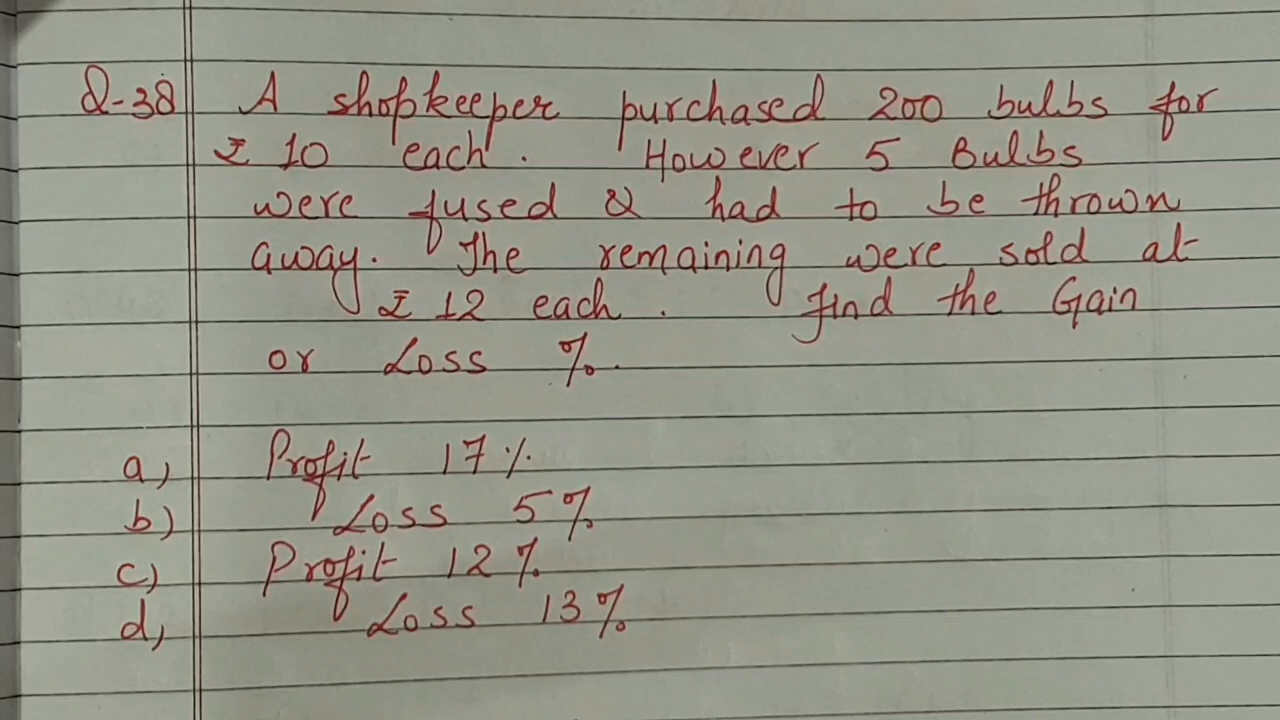 Q-38 A shopkeeper purchased 200 bulbs for
₹ 10 each. However 5 Bulbs
were fused & had to be thrown
away. The remaining were sold at
₹ 12 each. find the Gain
or Loss %.
a) Profit 17%
b) Loss 5%
c) Profit 12%
d) Loss 13%